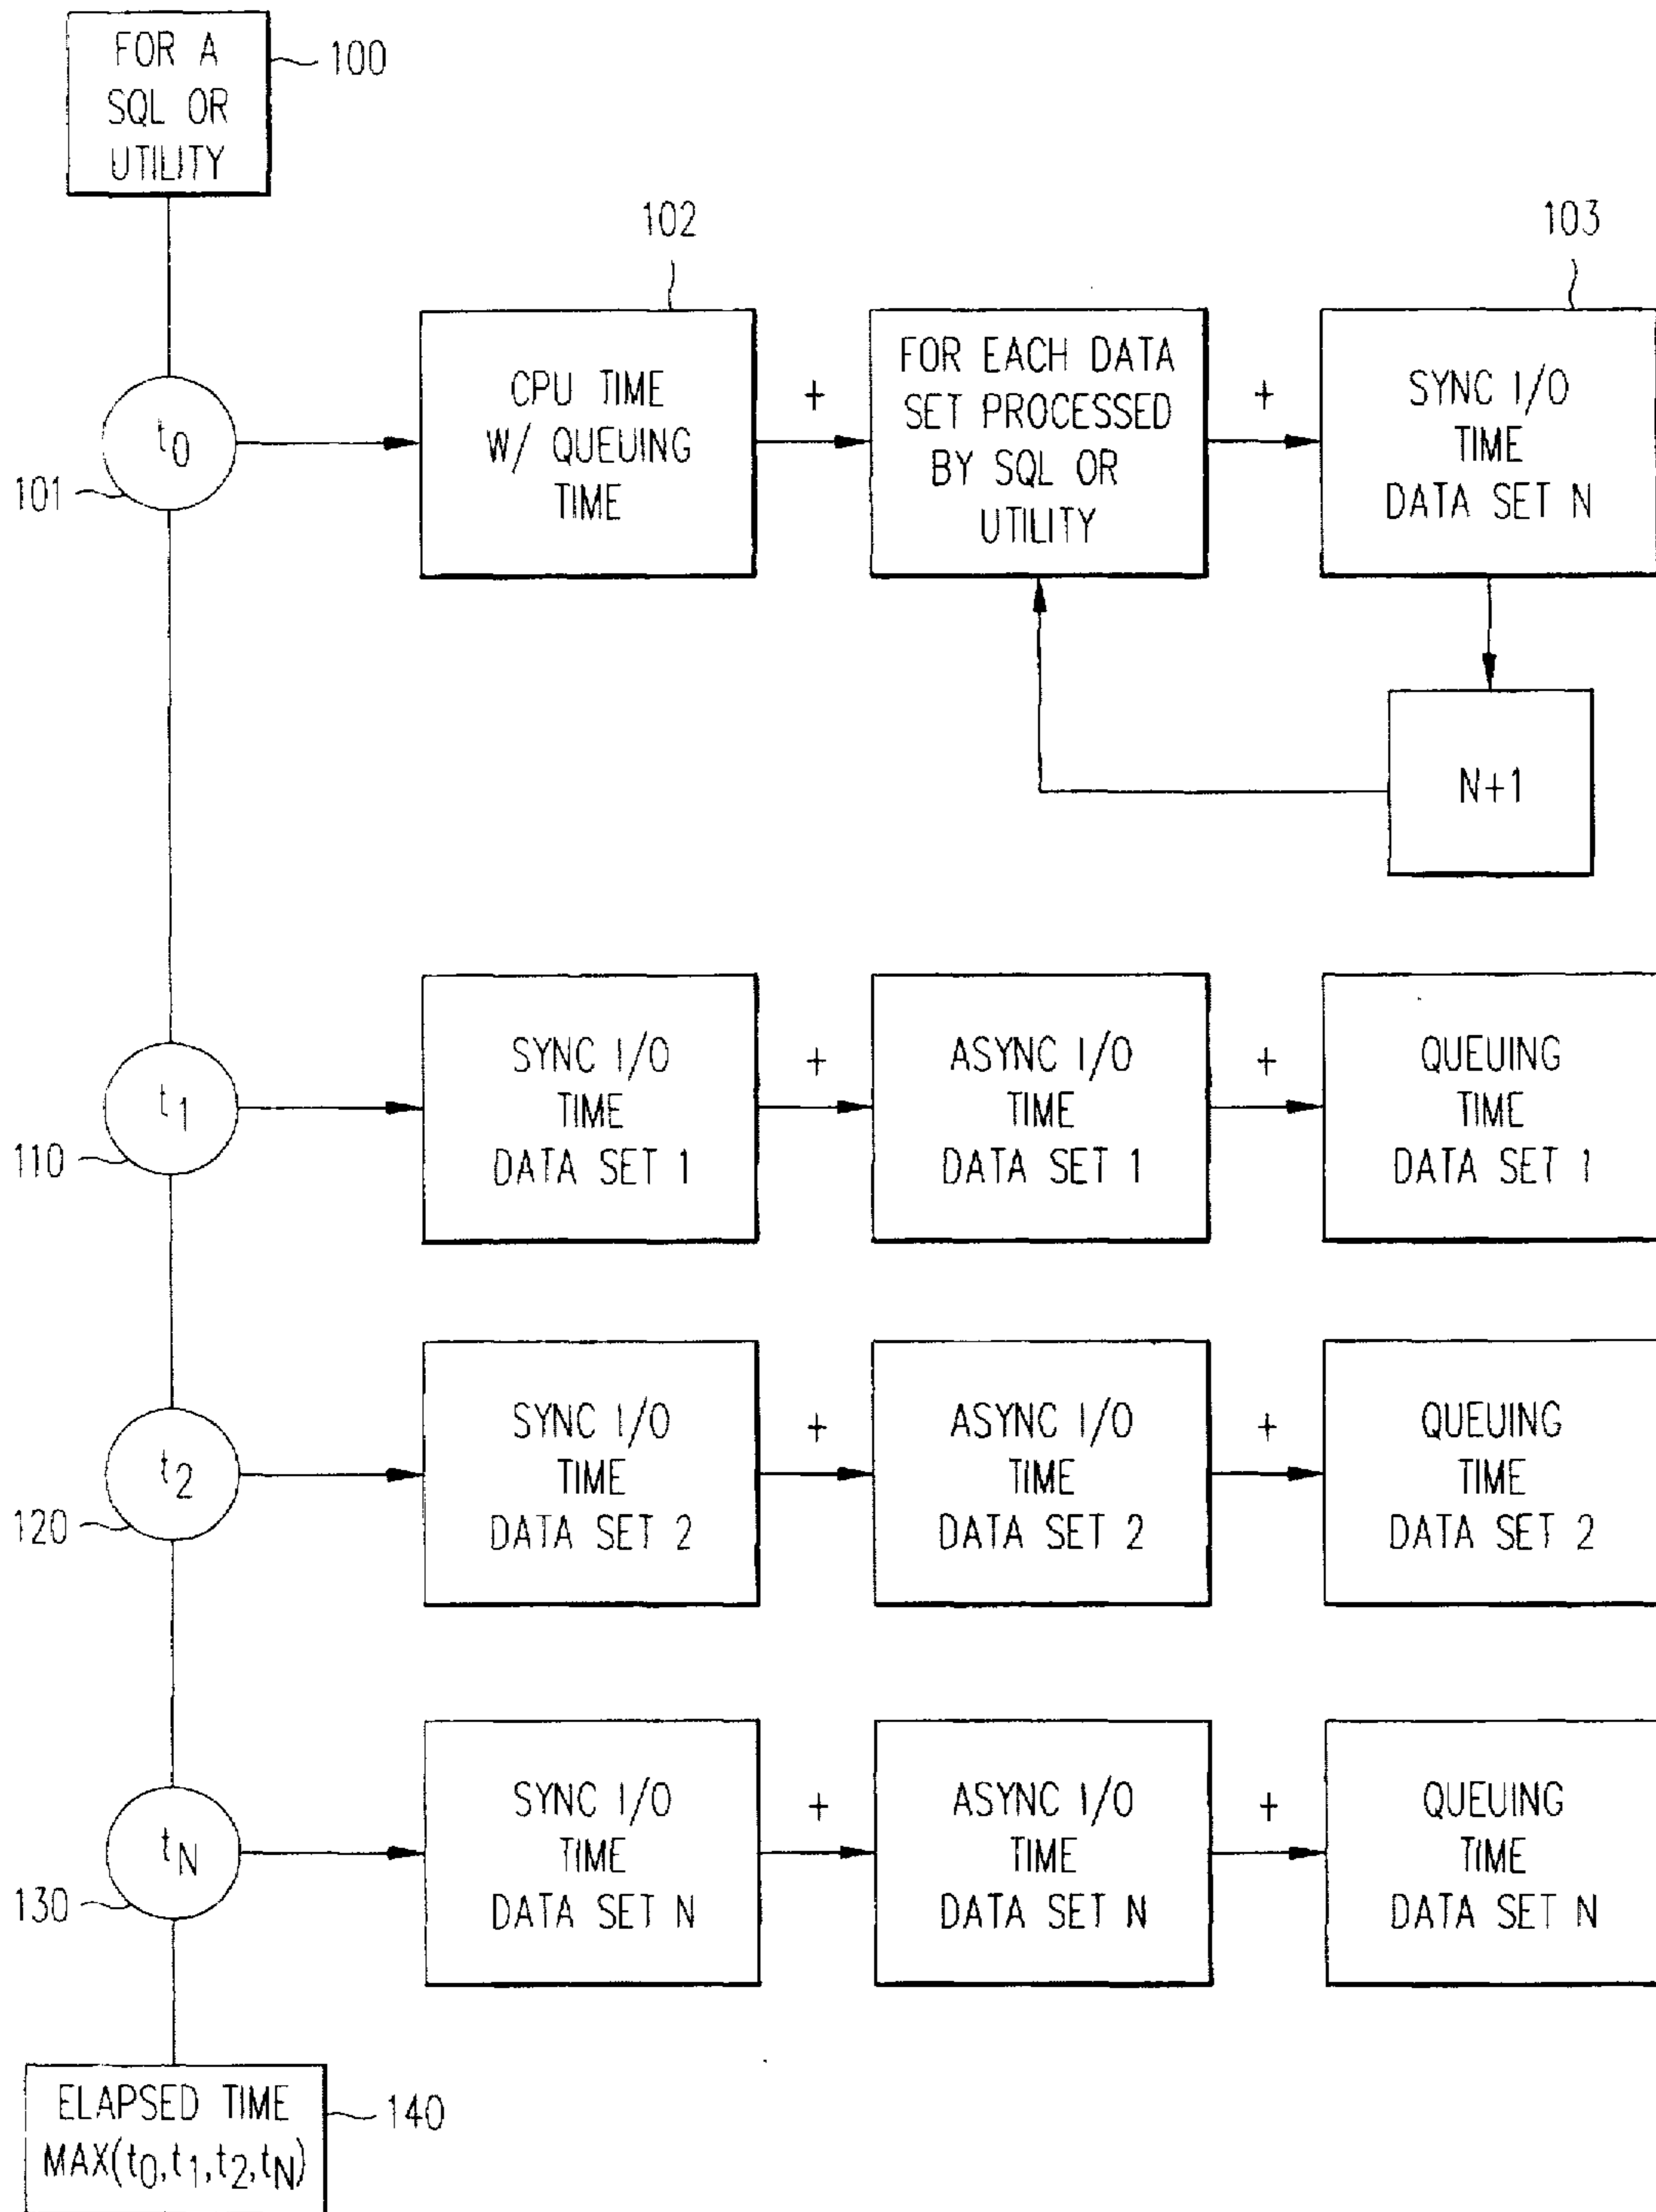 FOR A
SQL OR
UTILITY
100
102
103
t0
101
CPU TIME
W/ QUEUING
TIME
+
FOR EACH DATA
SET PROCESSED
BY SQL OR
UTILITY
+
SYNC I/O
TIME
DATA SET N
N+1
t1
110
SYNC I/O
TIME
DATA SET 1
+
ASYNC I/O
TIME
DATA SET 1
+
QUEUING
TIME
DATA SET 1
t2
120
SYNC I/O
TIME
DATA SET 2
+
ASYNC I/O
TIME
DATA SET 2
+
QUEUING
TIME
DATA SET 2
tN
130
SYNC I/O
TIME
DATA SET N
+
ASYNC I/O
TIME
DATA SET N
+
QUEUING
TIME
DATA SET N
ELAPSED TIME
MAX(t0,t1,t2,tN)
140